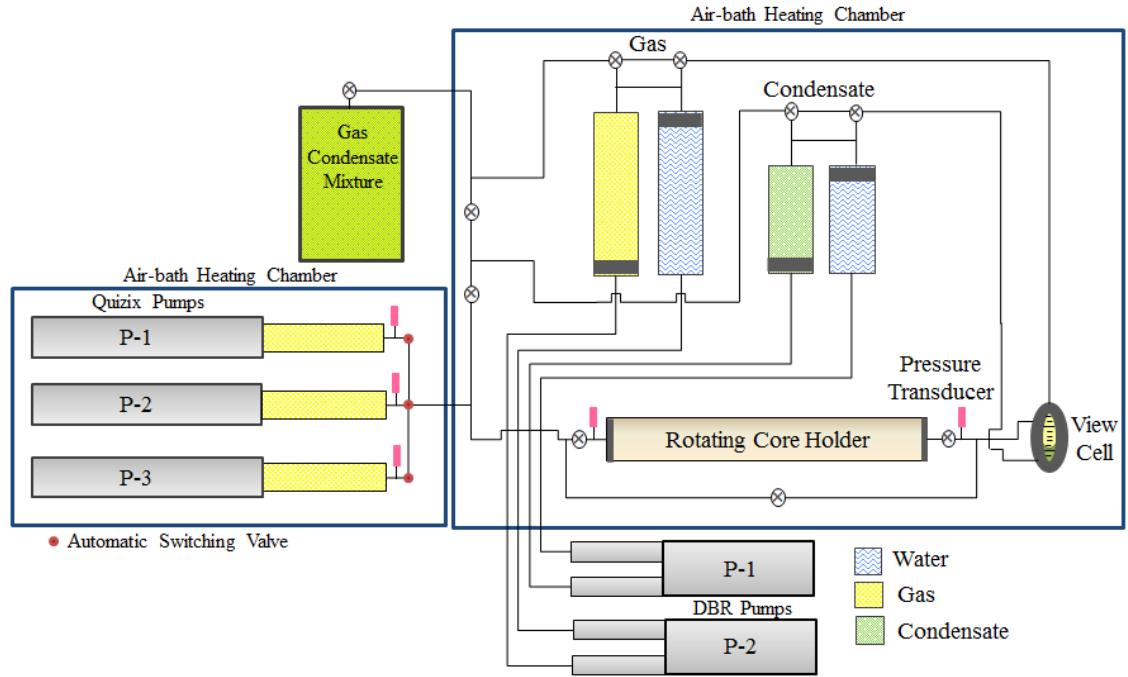 Air-bath Heating Chamber
Gas
Condensate
Gas
Condensate
Mixture
Air-bath Heating Chamber
Quizix Pumps
P-1
P-2
P-3
Automatic Switching Valve
Pressure
Transducer
Rotating Core Holder
View
Cell
P-1
DBR Pumps
P-2
Water
Gas
Condensate